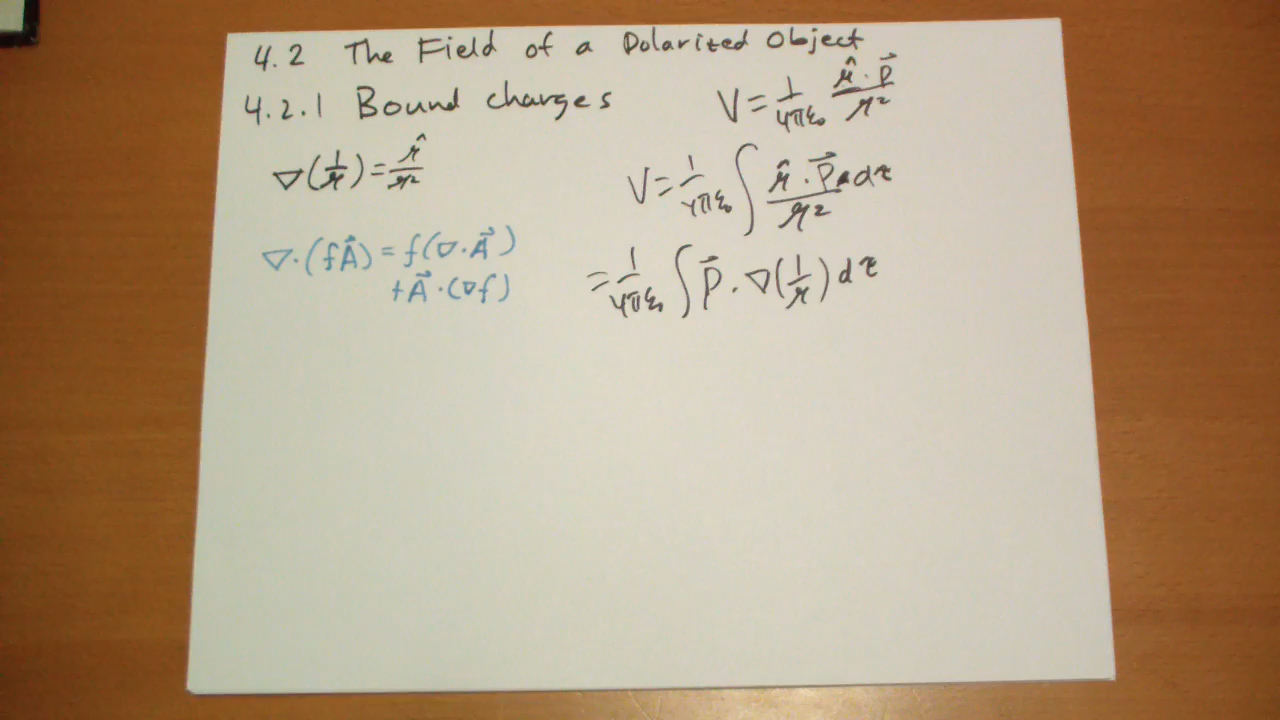 4.2 The Field of a Polarized Object
4.2.1 Bound charges
V = 1/4πε₀ 𝓇̂ · p⃗ / 𝓇²
∇(1/𝓇) = 𝓇̂/𝓇²
V = 1/4πε₀ ∫ 𝓇̂ · P⃗ dτ / 𝓇²
∇·(fA⃗) = f(∇·A⃗)
+ A⃗·(∇f)
= 1/4πε₀ ∫ P⃗ · ∇(1/𝓇) dτ